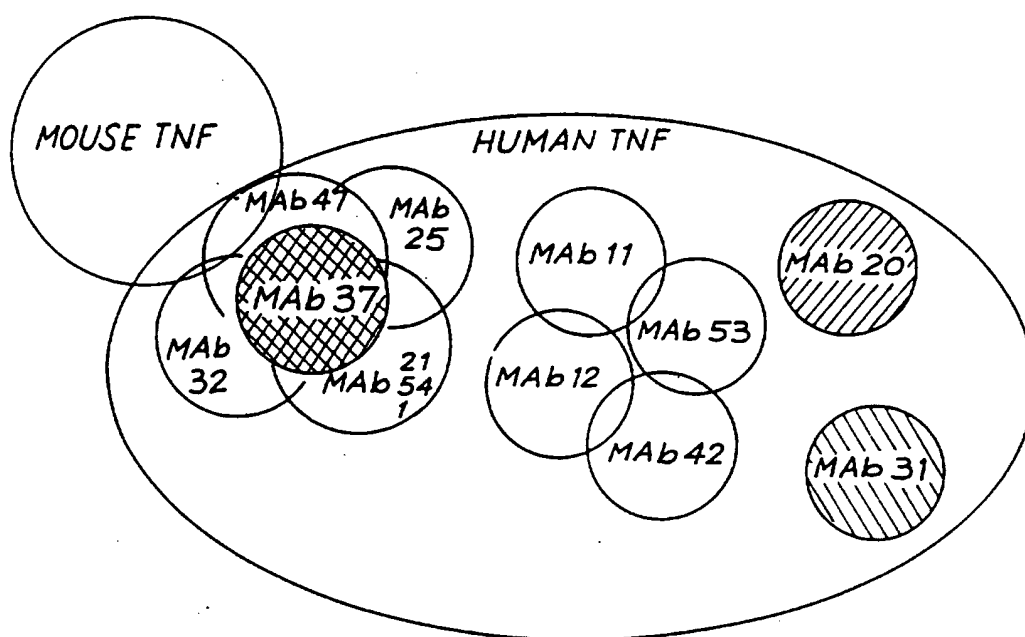 MOUSE TNF
HUMAN TNF
MAb 47
MAb
25
MAb 37
MAb
32
MAb 21
54
1
MAb 11
MAb 53
MAb 12
MAb 42
MAb 20
MAb 31